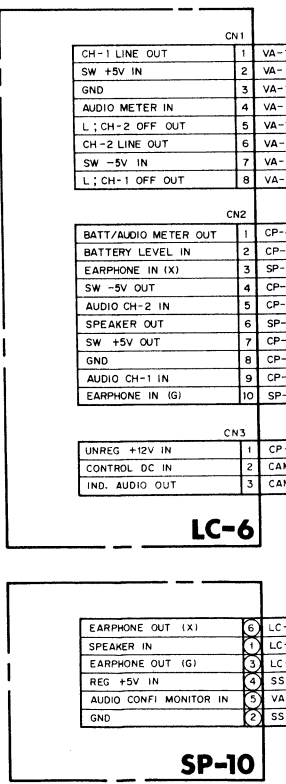 CN1
CH-1 LINE OUT 1 VA-
SW +5V IN 2 VA-
GND 3 VA-
AUDIO METER IN 4 VA-
L ; CH-2 OFF OUT 5 VA-
CH-2 LINE OUT 6 VA-
SW -5V IN 7 VA-
L ; CH-1 OFF OUT 8 VA-
CN2
BATT/AUDIO METER OUT 1 CP-
BATTERY LEVEL IN 2 CP-
EARPHONE IN (X) 3 SP-
SW -5V OUT 4 CP-
AUDIO CH-2 IN 5 CP-
SPEAKER OUT 6 SP-
SW +5V OUT 7 CP-
GND 8 CP-
AUDIO CH-1 IN 9 CP-
EARPHONE IN (G) 10 SP-
CN3
UNREG +12V IN 1 CP-
CONTROL DC IN 2 CAM
IND. AUDIO OUT 3 CAM
LC-6
EARPHONE OUT (X) 6 LC-
SPEAKER IN 1 LC-
EARPHONE OUT (G) 3 LC-
REG +5V IN 4 SS
AUDIO CONFI MONITOR IN 5 VA
GND 2 SS
SP-10